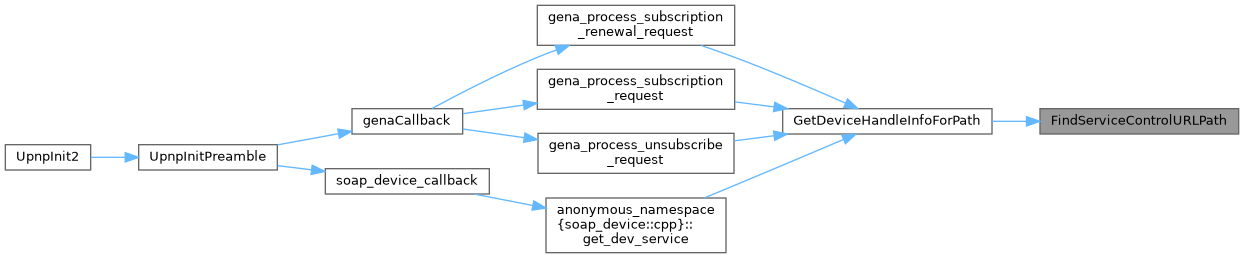 UpnpInit2
UpnpInitPreamble
genaCallback
soap_device_callback
gena_process_subscription
_renewal_request
gena_process_subscription
_request
gena_process_unsubscribe
_request
anonymous_namespace
{soap_device::cpp}::
get_dev_service
GetDeviceHandleInfoForPath
FindServiceControlURLPath